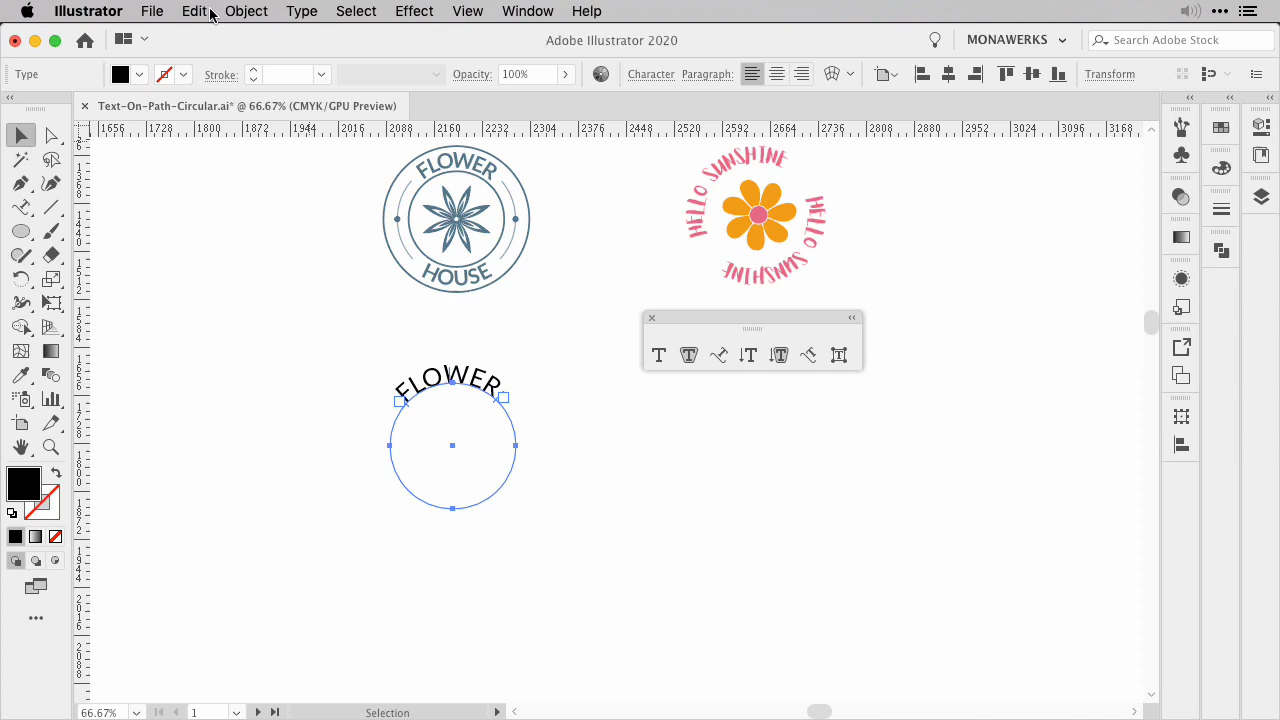 Illustrator File Edit Object Type Select Effect View Window Help
Adobe Illustrator 2020 MONAWERKS Search Adobe Stock
Type Stroke: Opacity: 100% Character Paragraph: Transform
Text-On-Path-Circular.ai* @ 66.67% (CMYK/GPU Preview)
1656 1728 1800 1872 1944 2016 2088 2160 2232 2304 2376 2448 2520 2592 2664 2736 2808 2880 2952 3024 3096 3168
FLOWER
HOUSE
HELLO SUNSHINE
HELLO SUNSHINE
FLOWER
66.67% 1 Selection